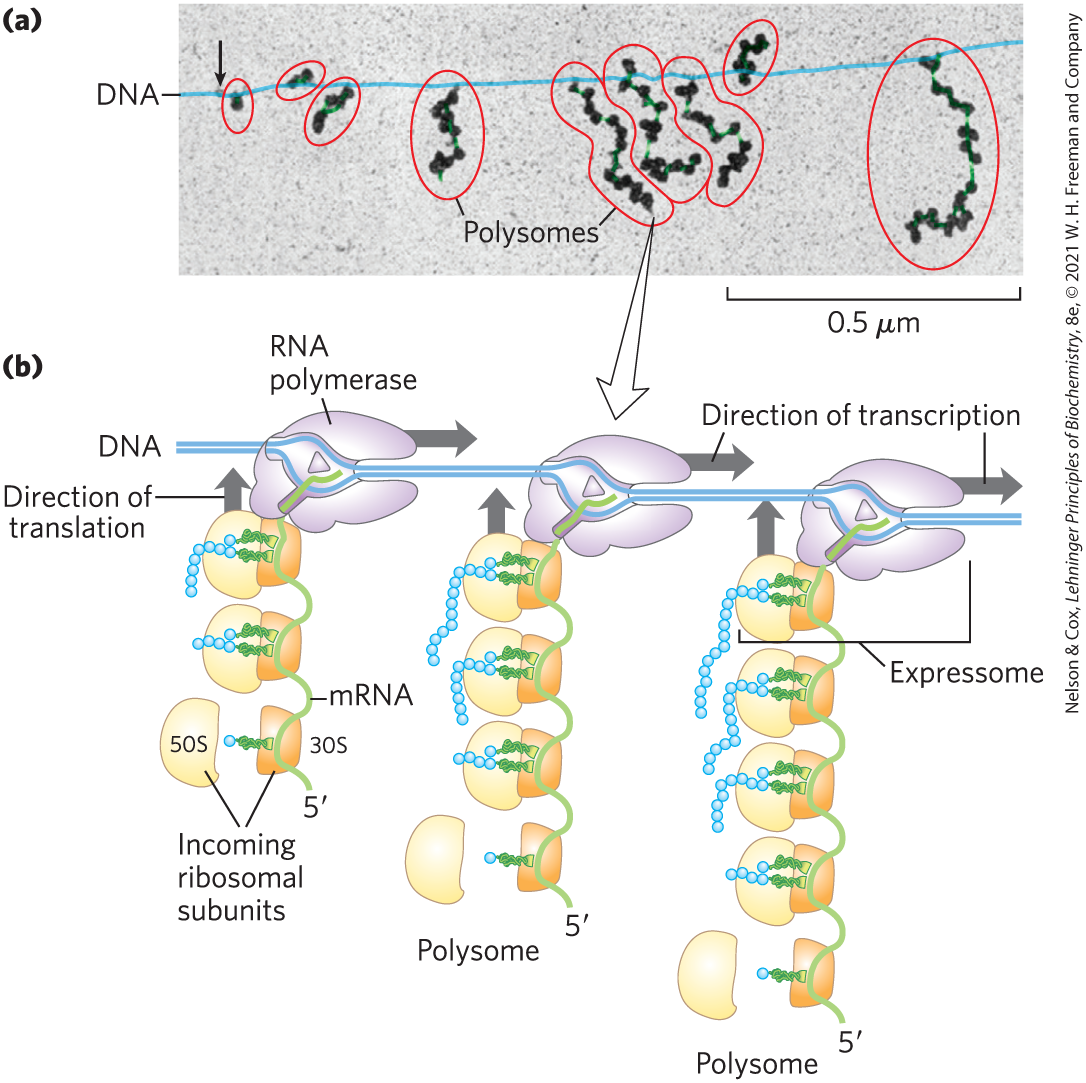 (a)
DNA
Polysomes
0.5 μm
(b)
RNA
polymerase
DNA
Direction of transcription
Direction of
translation
Expressome
mRNA
50S
30S
5′
Incoming
ribosomal
subunits
5′
Polysome
5′
Polysome
Nelson & Cox, Lehninger Principles of Biochemistry, 8e, © 2021 W. H. Freeman and Company